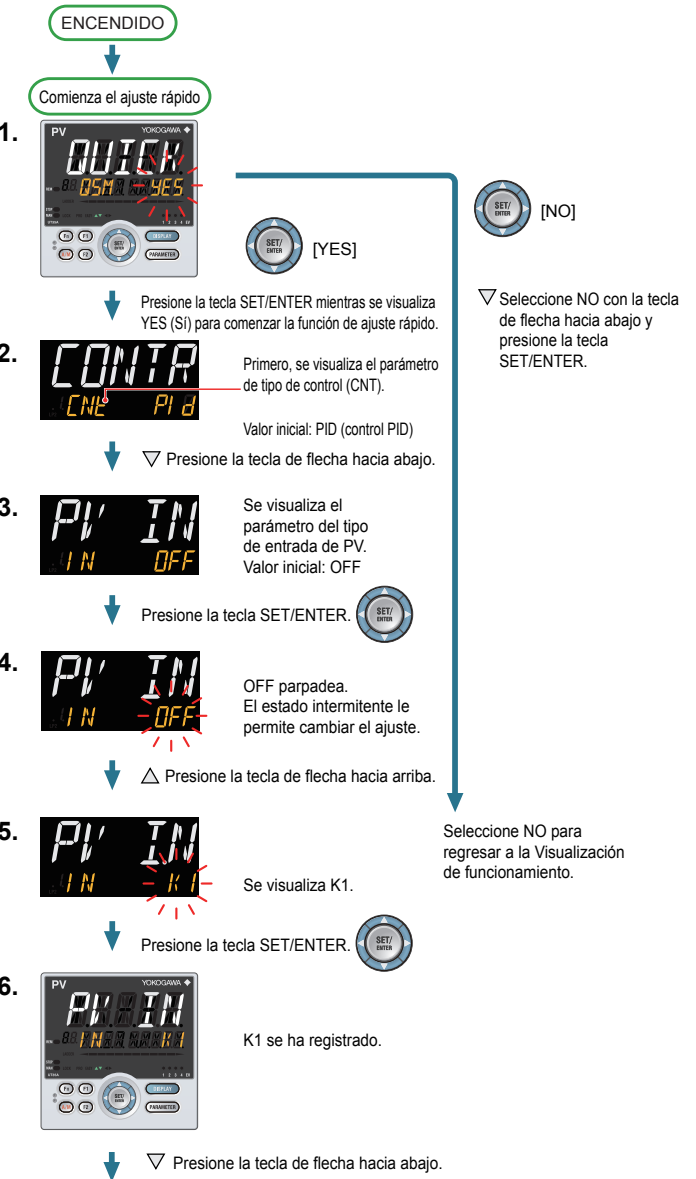 ENCENDIDO
Comienza el ajuste rápido
1.
PV
YOKOGAWA
QUICK
QSM YES
SET/
ENTER
DISPLAY
PARAMETER
SET/
ENTER
[YES]
SET/
ENTER
[NO]
Presione la tecla SET/ENTER mientras se visualiza
YES (Sí) para comenzar la función de ajuste rápido.
Seleccione NO con la tecla
de flecha hacia abajo y
presione la tecla
SET/ENTER.
2.
CONTR
CNt PId
Primero, se visualiza el parámetro
de tipo de control (CNT).
Valor inicial: PID (control PID)
Presione la tecla de flecha hacia abajo.
3.
PV IN
IN OFF
Se visualiza el
parámetro del tipo
de entrada de PV.
Valor inicial: OFF
Presione la tecla SET/ENTER.
SET/
ENTER
4.
PV IN
IN OFF
OFF parpadea.
El estado intermitente le
permite cambiar el ajuste.
Presione la tecla de flecha hacia arriba.
5.
PV IN
IN K1
Se visualiza K1.
Seleccione NO para
regresar a la Visualización
de funcionamiento.
Presione la tecla SET/ENTER.
SET/
ENTER
6.
PV
YOKOGAWA
PV IN
IN K1
SET/
ENTER
DISPLAY
PARAMETER
K1 se ha registrado.
Presione la tecla de flecha hacia abajo.